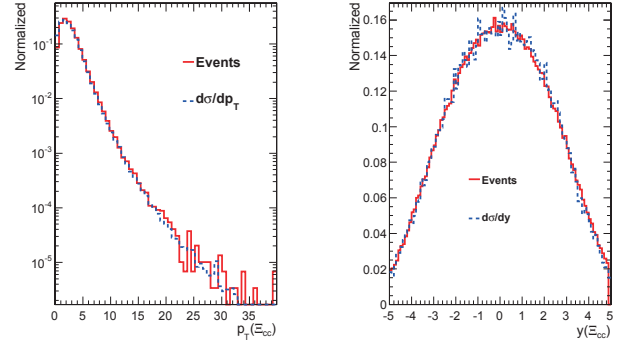 Normalized
10⁻¹
10⁻²
10⁻³
10⁻⁴
10⁻⁵
Events
dσ/dp_T
0 5 10 15 20 25 30 35
p_T(Ξcc)
Normalized
0.16
0.14
0.12
0.1
0.08
0.06
0.04
0.02
0
Events
dσ/dy
-5 -4 -3 -2 -1 0 1 2 3 4 5
y(Ξcc)